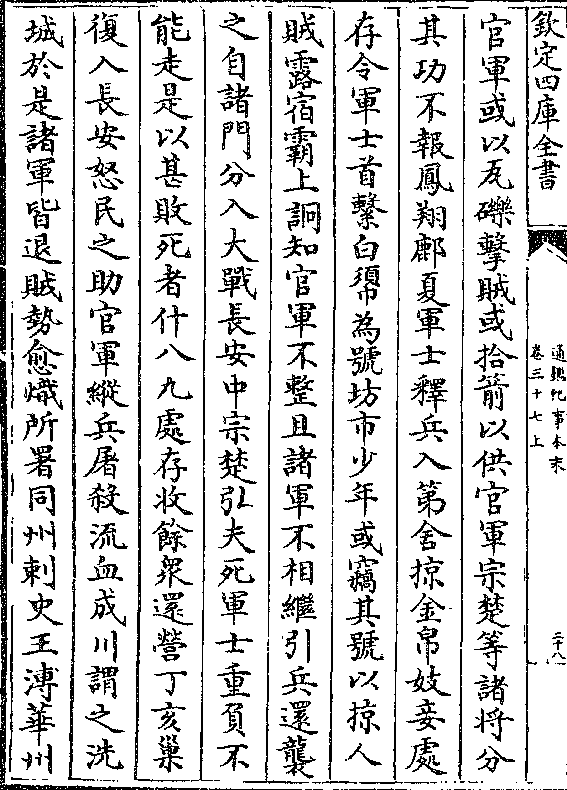 欽定四庫全書
通鑑紀事本末
卷三十七上
二十八
官軍或以瓦礫擊賊或拾箭以供官軍宗楚等諸將分
其功不報鳳翔鄜夏軍士釋兵入第舍掠金帛妓妾處
存令軍士首繫白𢄼為號坊市少年或竊其號以掠人
賊露宿霸上詗知官軍不整且諸軍不相繼引兵還襲
之自諸門分入大戰長安中宗楚弘夫死軍士重負不
能走是以甚敗死者什八九處存收餘衆還營丁亥巢
復入長安怒民之助官軍縱兵屠殺流血成川謂之洗
城於是諸軍皆退賊勢愈熾所署同州刺史王溥華州